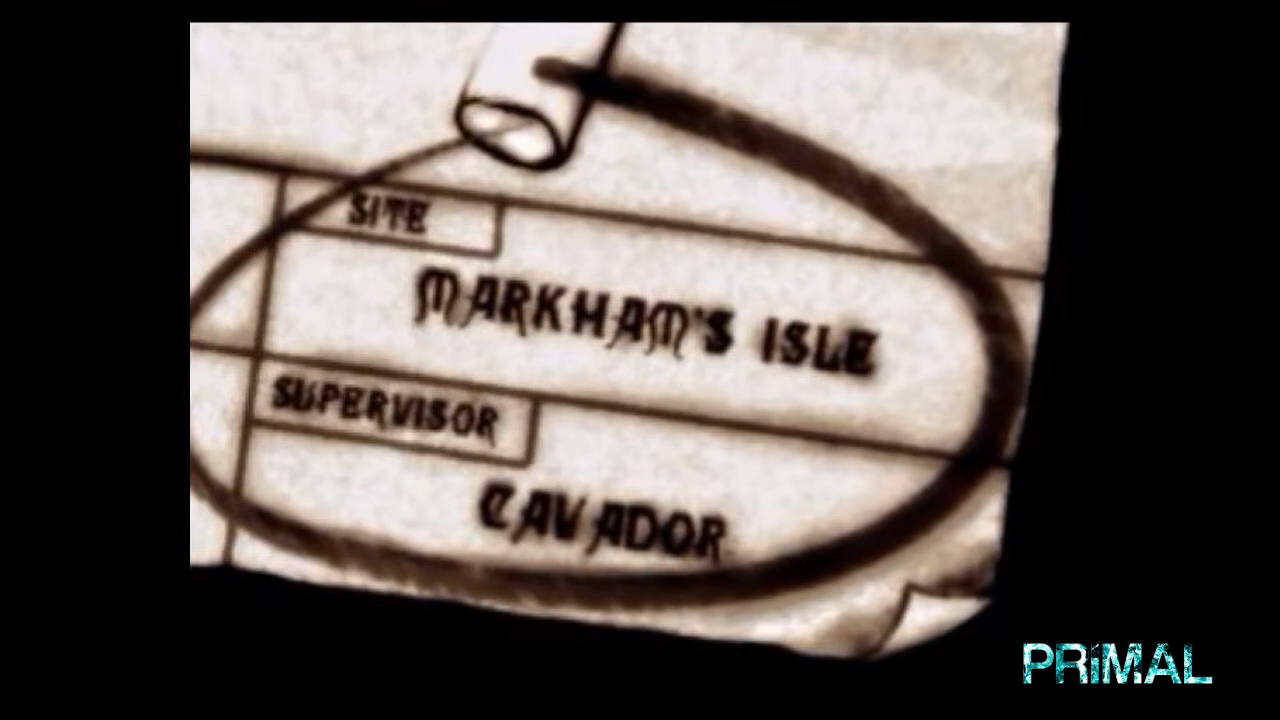 SITE
MARKHAM'S ISLE
SUPERVISOR
CAVADOR
PRiMAL